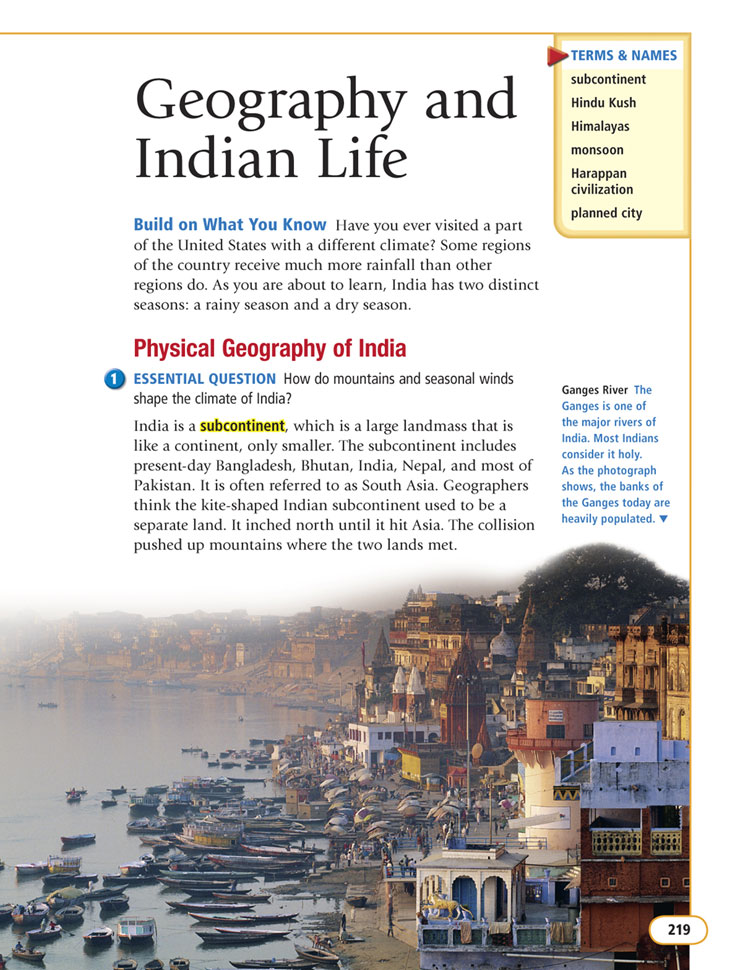 TERMS & NAMES
subcontinent
Hindu Kush
Himalayas
monsoon
Harappan
civilization
planned city
Geography and
Indian Life
Build on What You Know Have you ever visited a part
of the United States with a different climate? Some regions
of the country receive much more rainfall than other
regions do. As you are about to learn, India has two distinct
seasons: a rainy season and a dry season.
Physical Geography of India
1 ESSENTIAL QUESTION How do mountains and seasonal winds
shape the climate of India?
India is a subcontinent, which is a large landmass that is
like a continent, only smaller. The subcontinent includes
present-day Bangladesh, Bhutan, India, Nepal, and most of
Pakistan. It is often referred to as South Asia. Geographers
think the kite-shaped Indian subcontinent used to be a
separate land. It inched north until it hit Asia. The collision
pushed up mountains where the two lands met.
Ganges River The
Ganges is one of
the major rivers of
India. Most Indians
consider it holy.
As the photograph
shows, the banks of
the Ganges today are
heavily populated. ▼
219